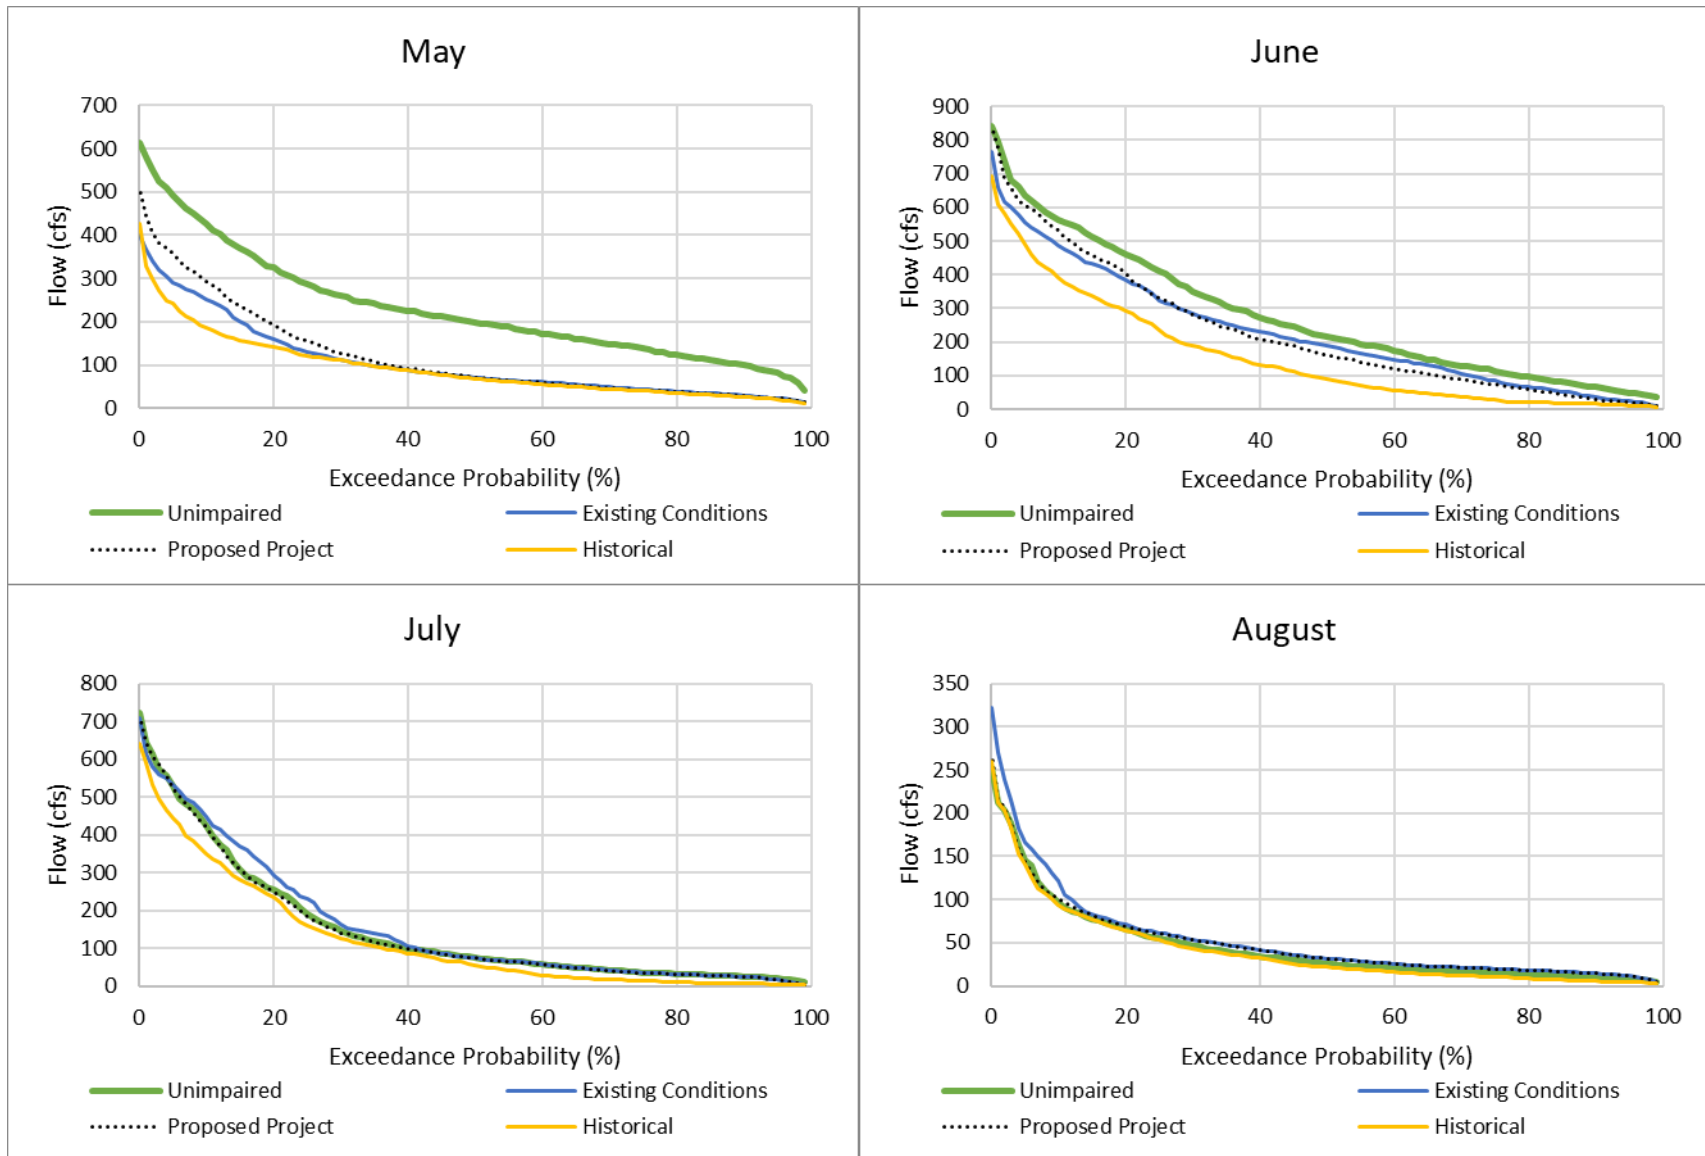 May
700
600
500
400
300
200
100
0
Flow (cfs)
0 20 40 60 80 100
Exceedance Probability (%)
Unimpaired Existing Conditions
Proposed Project Historical
June
900
800
700
600
500
400
300
200
100
0
Flow (cfs)
0 20 40 60 80 100
Exceedance Probability (%)
Unimpaired Existing Conditions
Proposed Project Historical
July
800
700
600
500
400
300
200
100
0
Flow (cfs)
0 20 40 60 80 100
Exceedance Probability (%)
Unimpaired Existing Conditions
Proposed Project Historical
August
350
300
250
200
150
100
50
0
Flow (cfs)
0 20 40 60 80 100
Exceedance Probability (%)
Unimpaired Existing Conditions
Proposed Project Historical